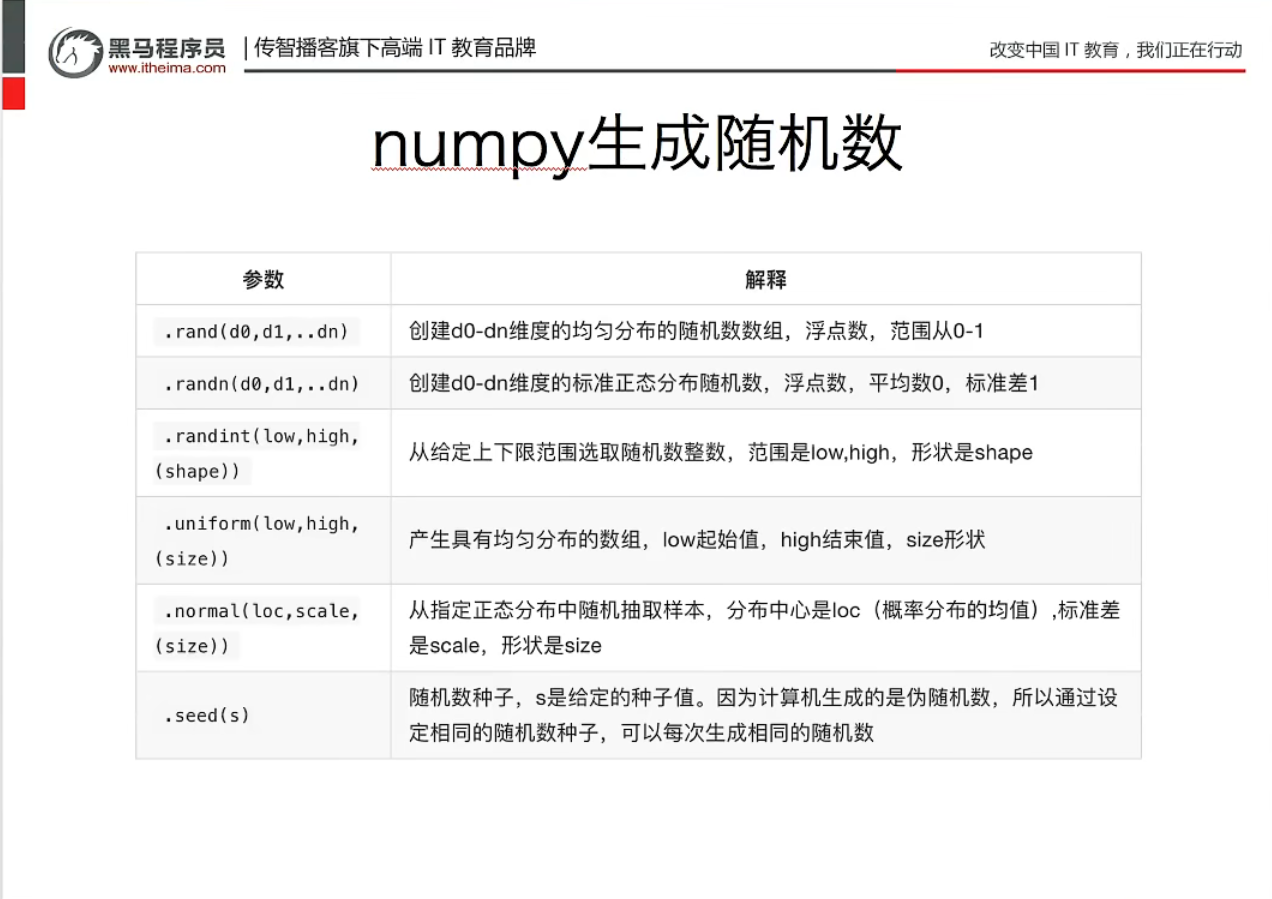 黑马程序员
www.itheima.com
传智播客旗下高端 IT 教育品牌
改变中国 IT 教育，我们正在行动
numpy生成随机数
参数
解释
.rand(d0,d1,..dn)
创建d0-dn维度的均匀分布的随机数数组，浮点数，范围从0-1
.randn(d0,d1,..dn)
创建d0-dn维度的标准正态分布随机数，浮点数，平均数0，标准差1
.randint(low,high,
(shape))
从给定上下限范围选取随机数整数，范围是low,high，形状是shape
.uniform(low,high,
(size))
产生具有均匀分布的数组，low起始值，high结束值，size形状
.normal(loc,scale,
(size))
从指定正态分布中随机抽取样本，分布中心是loc（概率分布的均值）,标准差
是scale，形状是size
.seed(s)
随机数种子，s是给定的种子值。因为计算机生成的是伪随机数，所以通过设
定相同的随机数种子，可以每次生成相同的随机数